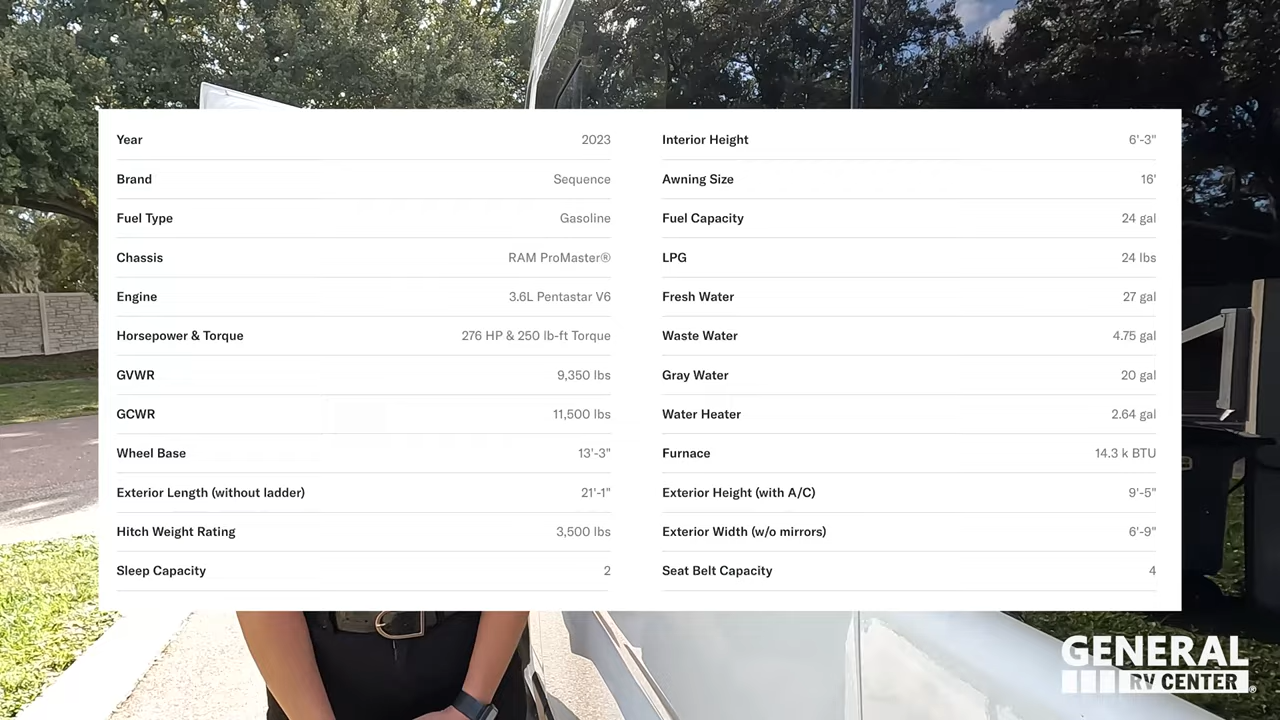 Year 2023
Brand Sequence
Fuel Type Gasoline
Chassis RAM ProMaster®
Engine 3.6L Pentastar V6
Horsepower & Torque 276 HP & 250 lb-ft Torque
GVWR 9,350 lbs
GCWR 11,500 lbs
Wheel Base 13'-3"
Exterior Length (without ladder) 21'-1"
Hitch Weight Rating 3,500 lbs
Sleep Capacity 2
Interior Height 6'-3"
Awning Size 16'
Fuel Capacity 24 gal
LPG 24 lbs
Fresh Water 27 gal
Waste Water 4.75 gal
Gray Water 20 gal
Water Heater 2.64 gal
Furnace 14.3 k BTU
Exterior Height (with A/C) 9'-5"
Exterior Width (w/o mirrors) 6'-9"
Seat Belt Capacity 4
GENERAL
RV CENTER®